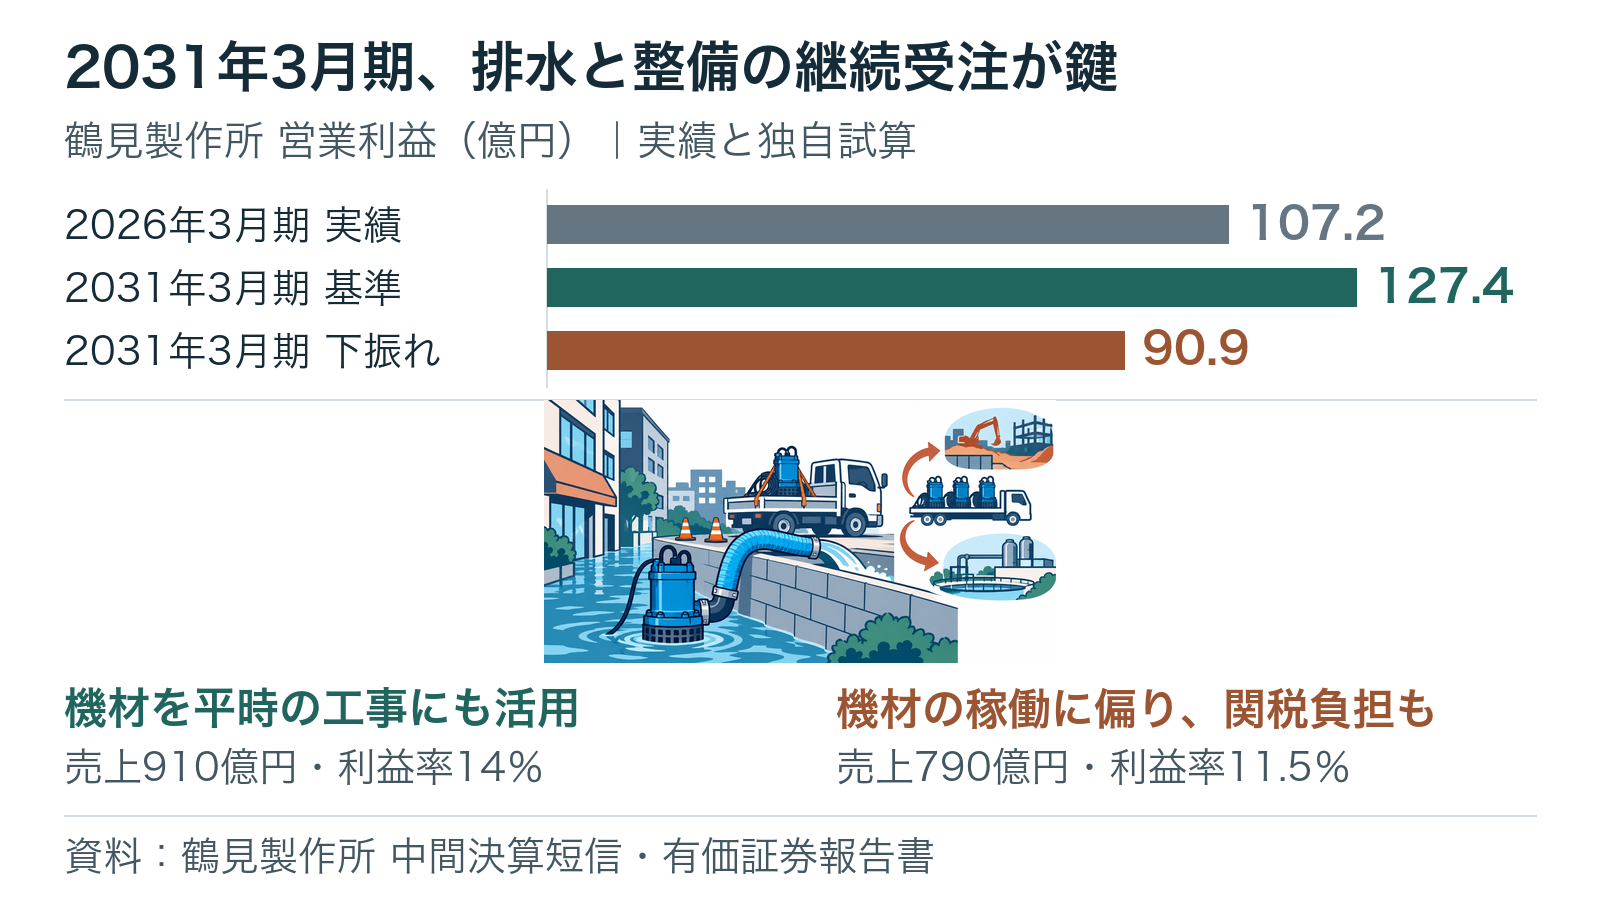 2031年3月期、排水と整備の継続受注が鍵
鶴見製作所 営業利益（億円）｜実績と独自試算
2026年3月期 実績 107.2
2031年3月期 基準 127.4
2031年3月期 下振れ 90.9
機材を平時の工事にも活用
売上910億円・利益率14%
機材の稼働に偏り、関税負担も
売上790億円・利益率11.5%
資料：鶴見製作所 中間決算短信・有価証券報告書